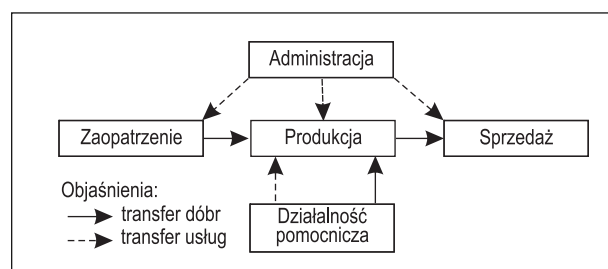 Administracja
Zaopatrzenie
Produkcja
Sprzedaż
Objaśnienia:
transfer dóbr
transfer usług
Działalność
pomocnicza